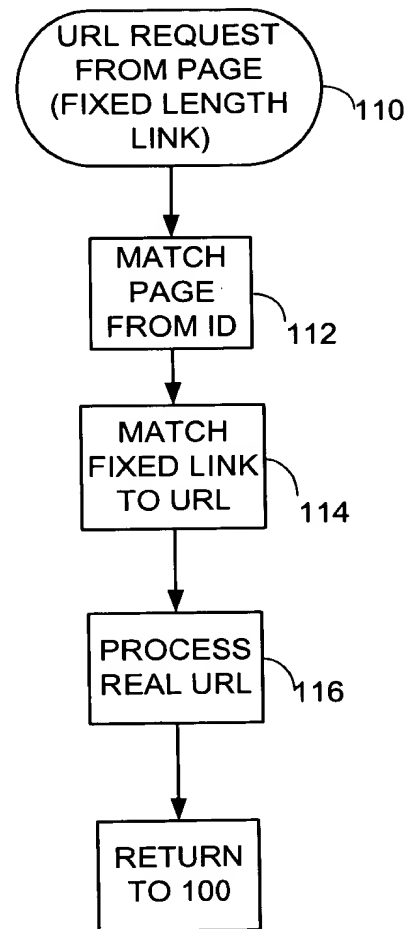 URL REQUEST
FROM PAGE
(FIXED LENGTH
LINK)
110
MATCH
PAGE
FROM ID
112
MATCH
FIXED LINK
TO URL
114
PROCESS
REAL URL
116
RETURN
TO 100